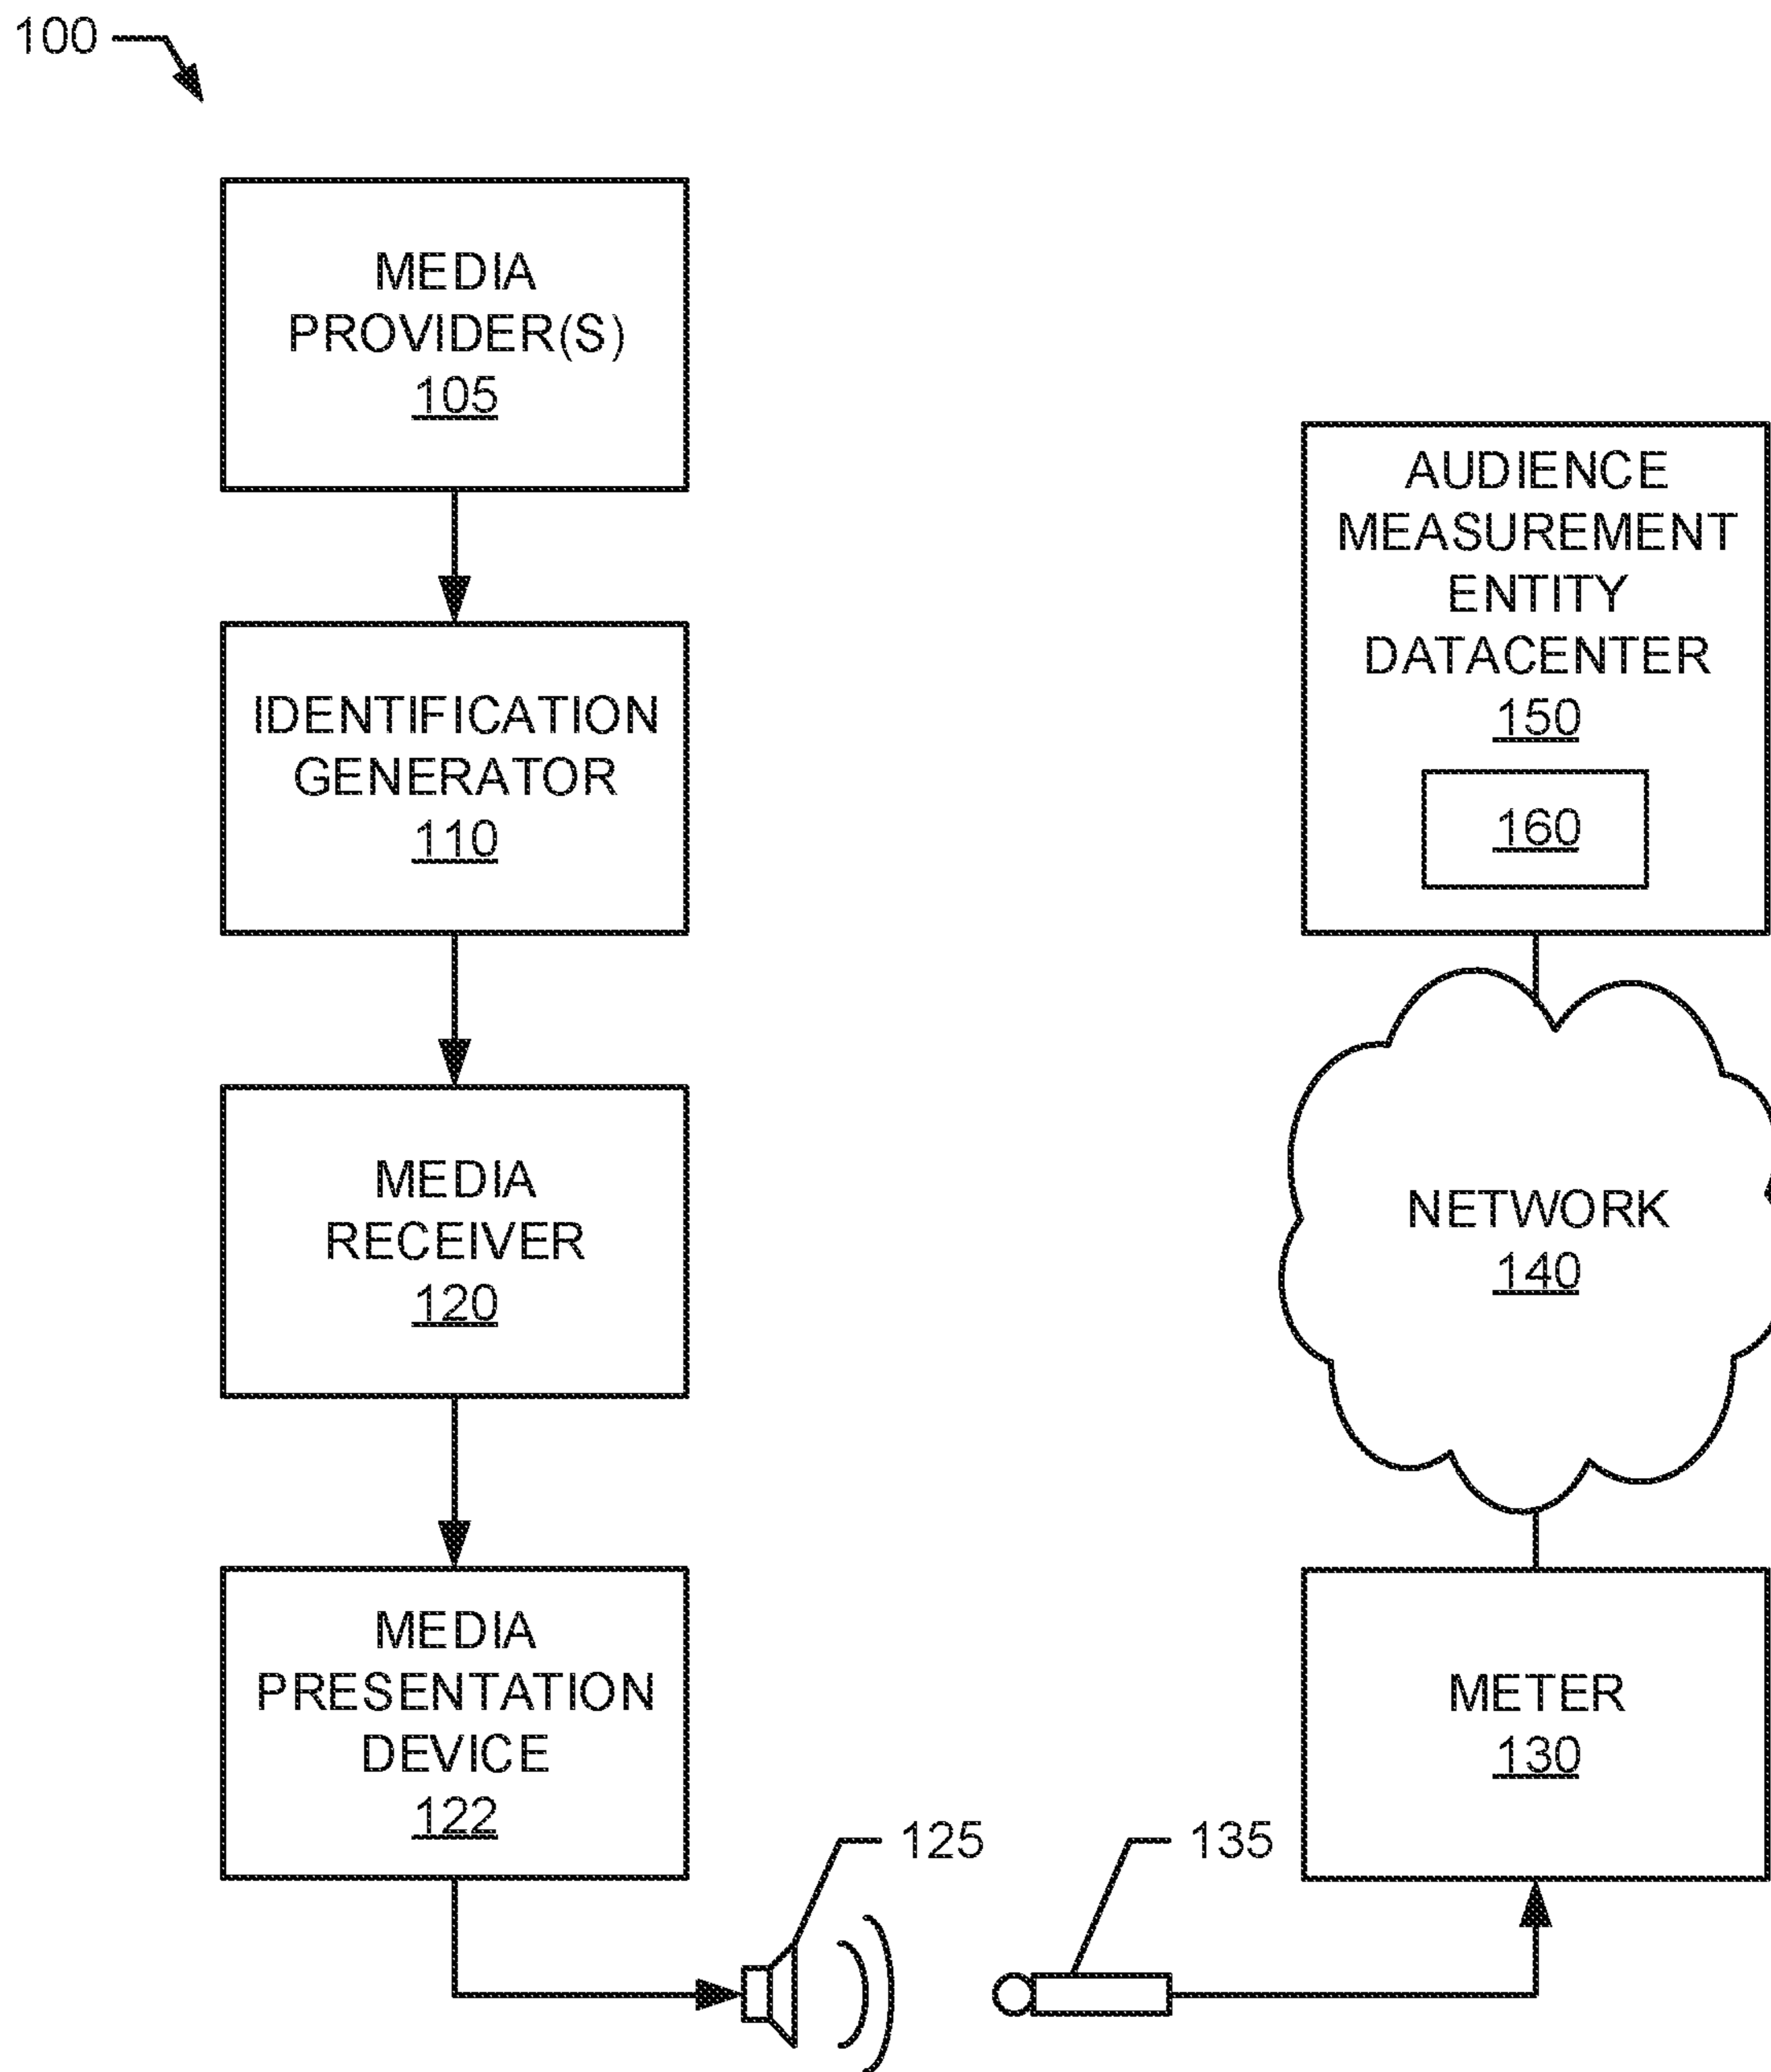 100
MEDIA
PROVIDER(S)
105
IDENTIFICATION
GENERATOR
110
MEDIA
RECEIVER
120
MEDIA
PRESENTATION
DEVICE
122
125
135
AUDIENCE
MEASUREMENT
ENTITY
DATACENTER
150
160
NETWORK
140
METER
130